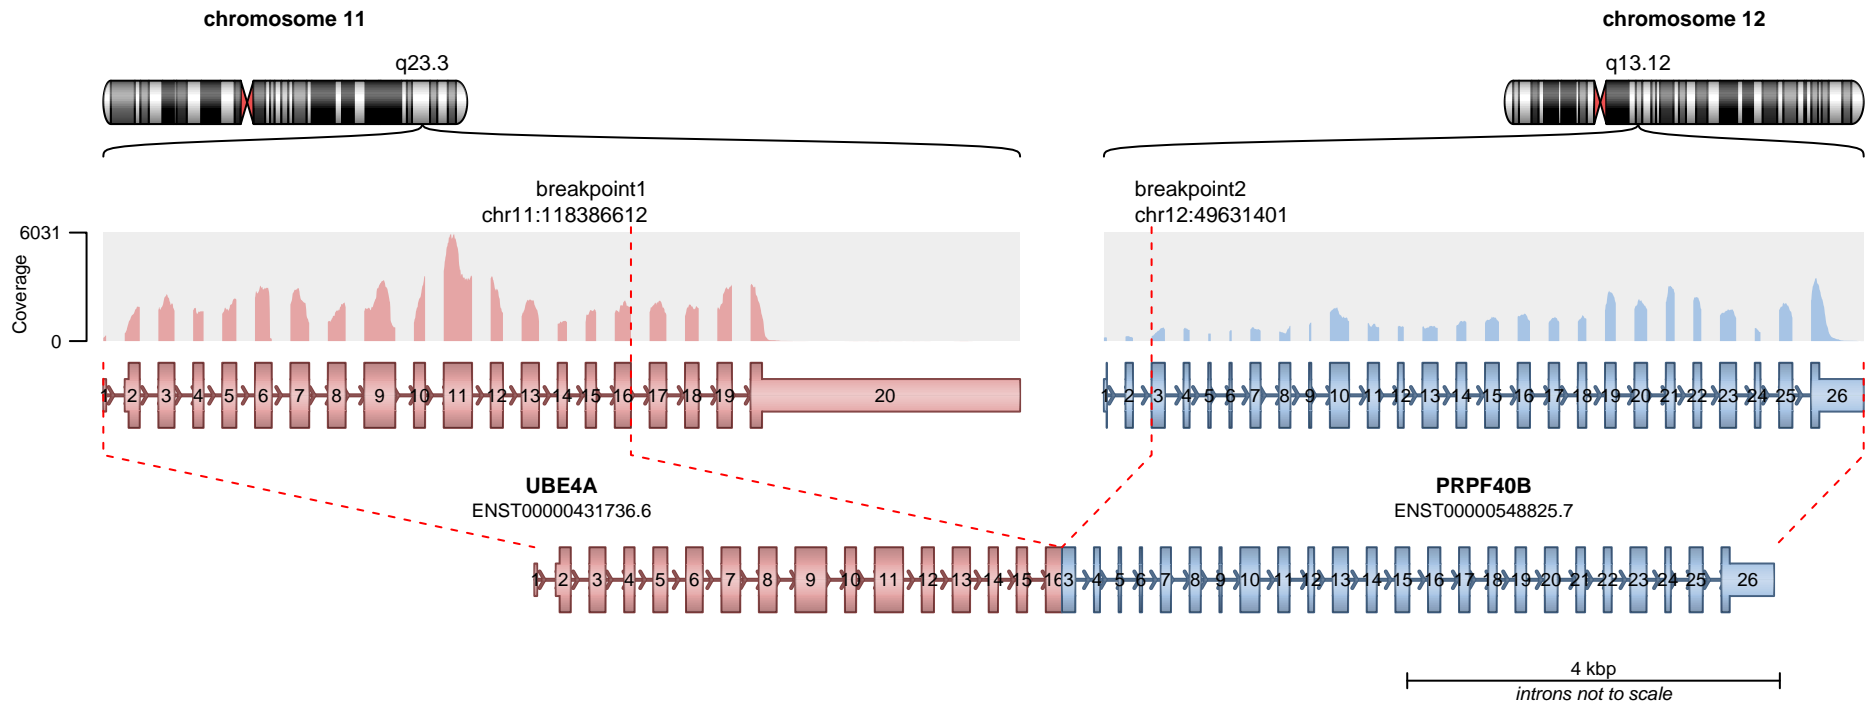 chromosome 11
chromosome 12
q23.3
q13.12
breakpoint1
chr11:118386612
breakpoint2
chr12:49631401
6031
0
Coverage
1 2 3 4 5 6 7 8 9 10 11 12 13 14 15 16 17 18 19 20
1 2 3 4 5 6 7 8 9 10 11 12 13 14 15 16 17 18 19 20 21 22 23 24 25 26
UBE4A
ENST00000431736.6
PRPF40B
ENST00000548825.7
1 2 3 4 5 6 7 8 9 10 11 12 13 14 15 16 3 4 5 6 7 8 9 10 11 12 13 14 15 16 17 18 19 20 21 22 23 24 25 26
4 kbp
introns not to scale